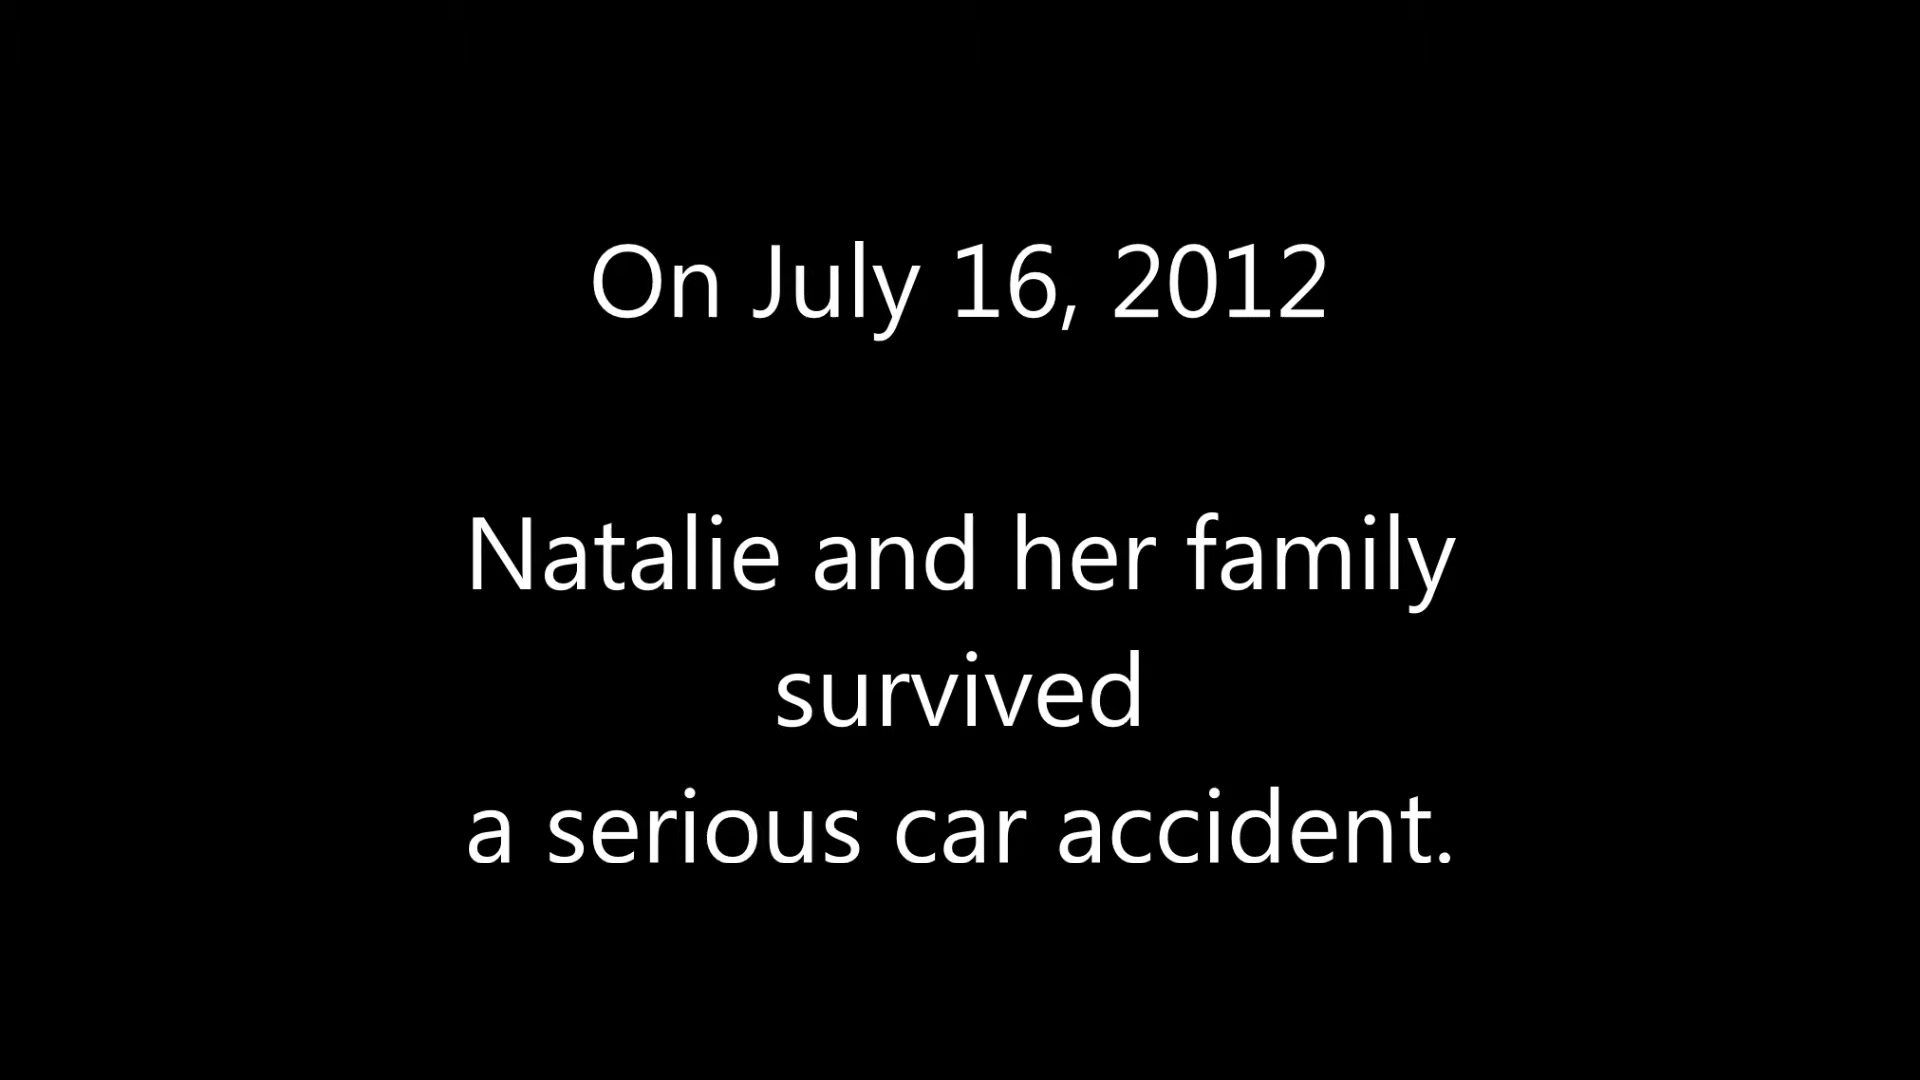 On July 16, 2012
Natalie and her family
survived
a serious car accident.